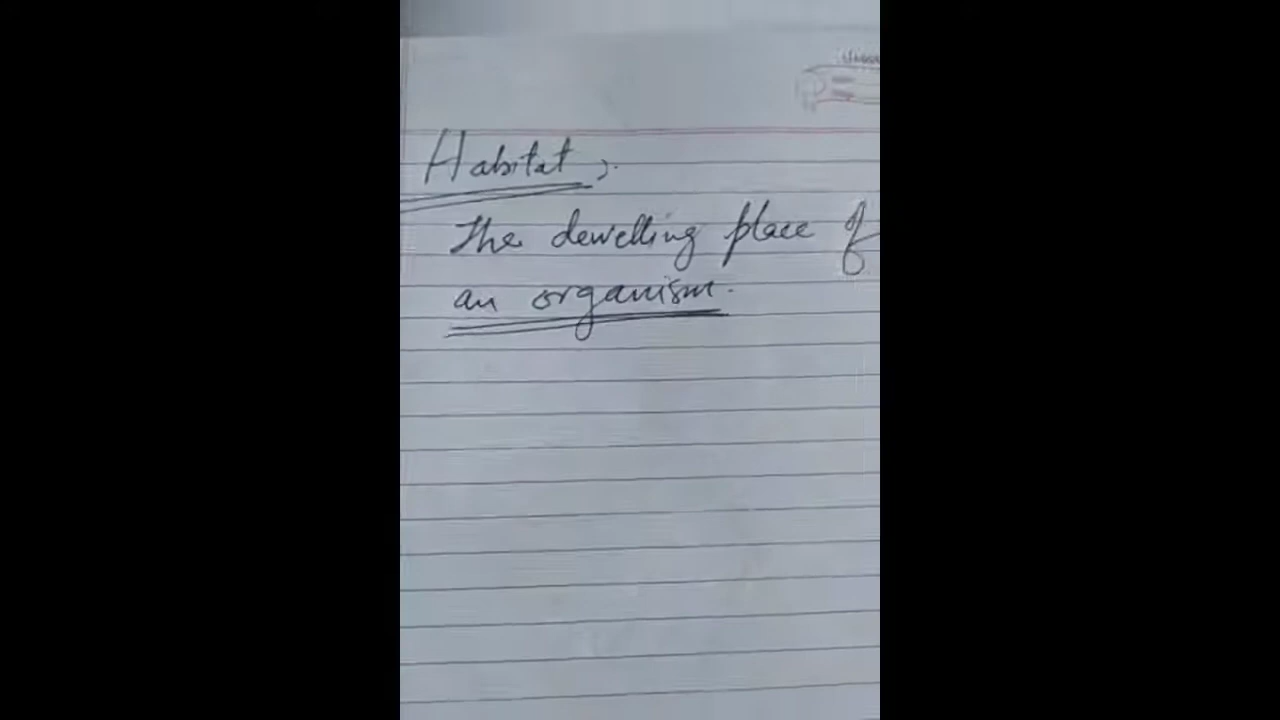 Habitat :
The dewelling place of
an organism.